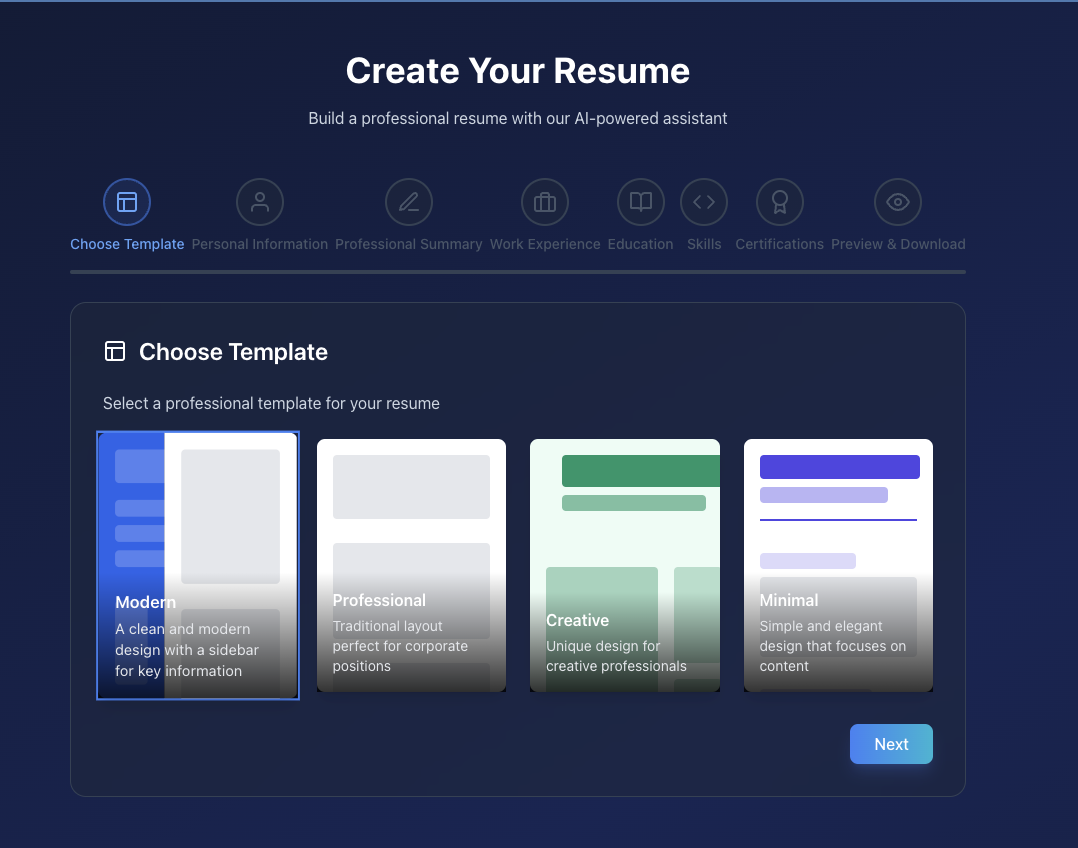 Create Your Resume
Build a professional resume with our AI-powered assistant
Choose Template
Personal Information
Professional Summary
Work Experience
Education
Skills
Certifications
Preview & Download
Choose Template
Select a professional template for your resume
Modern
A clean and modern
design with a sidebar
for key information
Professional
Traditional layout
perfect for corporate
positions
Creative
Unique design for
creative professionals
Minimal
Simple and elegant
design that focuses on
content
Next